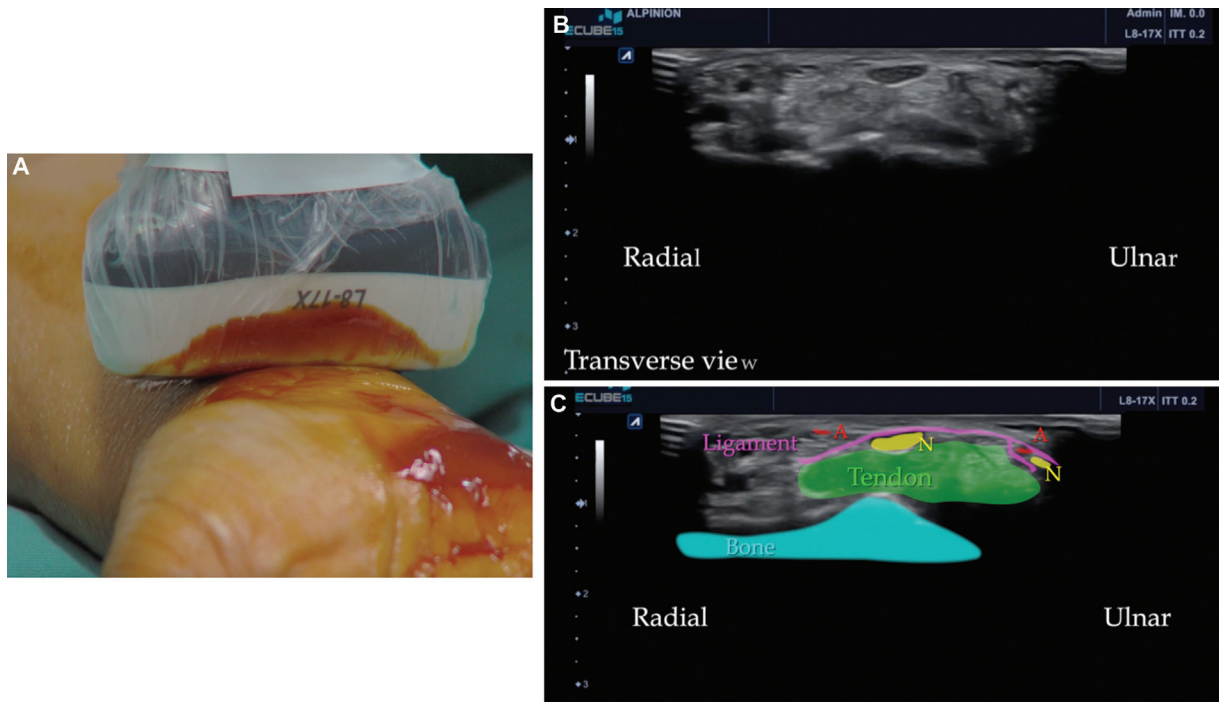 A
L8-17X
B
ALPINION
ECUBE15
Admin IM. 0.0
L8-17X ITT 0.2
1
2
3
Radial Ulnar
Transverse view
C
ECUBE15
L8-17X ITT 0.2
Ligament A A
N
Tendon N
Bone
2
Radial Ulnar
3